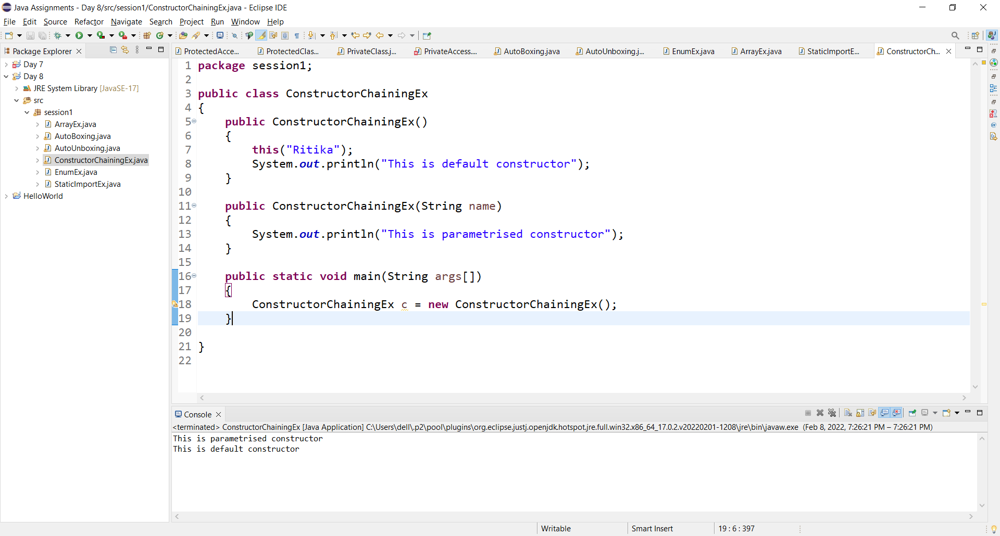 Java Assignments - Day 8/src/session1/ConstructorChainingEx.java - Eclipse IDE
File Edit Source Refactor Navigate Search Project Run Window Help
Package Explorer
Day 7
Day 8
JRE System Library [JavaSE-17]
src
session1
ArrayEx.java
AutoBoxing.java
AutoUnboxing.java
ConstructorChainingEx.java
EnumEx.java
StaticImportEx.java
HelloWorld
ProtectedAcce... ProtectedClas... PrivateClass.j... PrivateAccess.... AutoBoxing.java AutoUnboxing.j... EnumEx.java ArrayEx.java StaticImportE... ConstructorCh...
1 package session1;
2
3 public class ConstructorChainingEx
4 {
5 public ConstructorChainingEx()
6 {
7 this("Ritika");
8 System.out.println("This is default constructor");
9 }
10
11 public ConstructorChainingEx(String name)
12 {
13 System.out.println("This is parametrised constructor");
14 }
15
16 public static void main(String args[])
17 {
18 ConstructorChainingEx c = new ConstructorChainingEx();
19 }
20
21 }
22
Console
<terminated> ConstructorChainingEx [Java Application] C:\Users\dell\.p2\pool\plugins\org.eclipse.justj.openjdk.hotspot.jre.full.win32.x86_64_17.0.2.v20220201-1208\jre\bin\javaw.exe (Feb 8, 2022, 7:26:21 PM – 7:26:21 PM)
This is parametrised constructor
This is default constructor
Writable Smart Insert 19 : 6 : 397